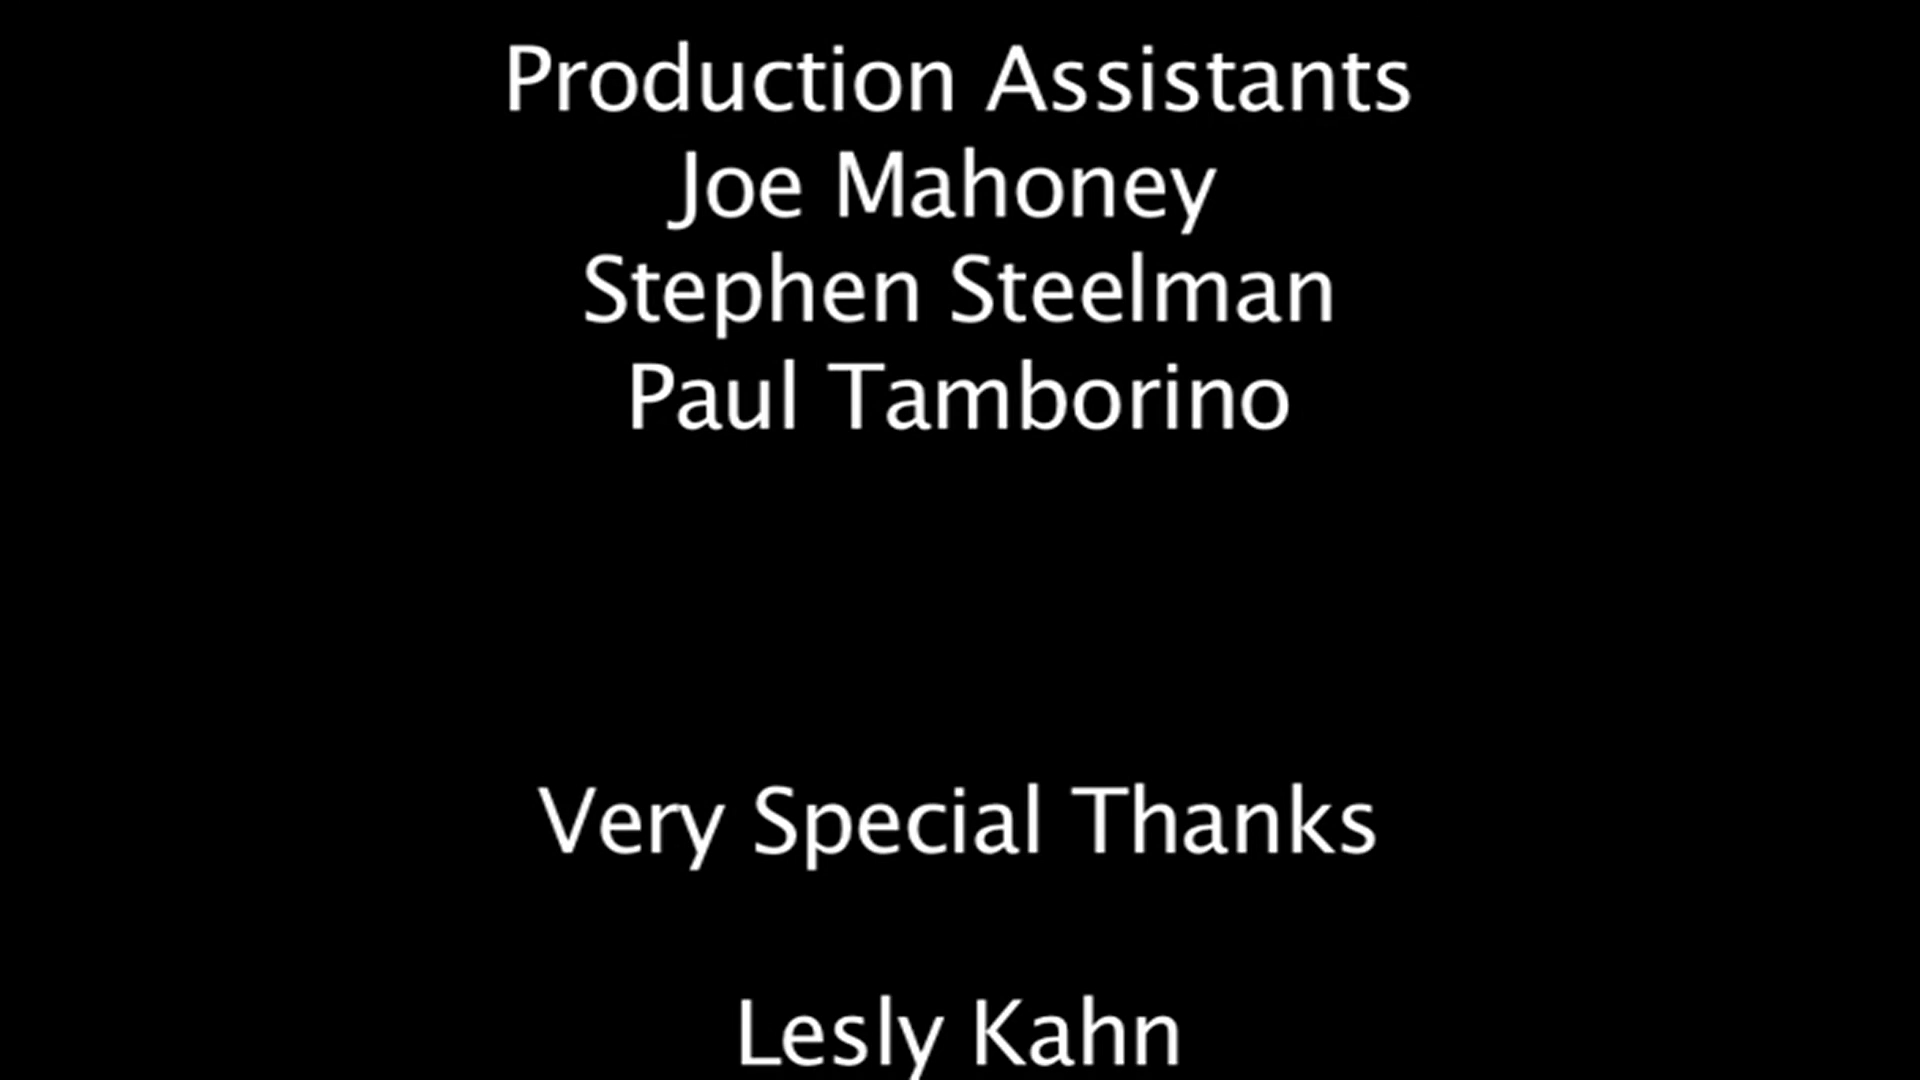 Production Assistants
Joe Mahoney
Stephen Steelman
Paul Tamborino
Very Special Thanks
Lesly Kahn